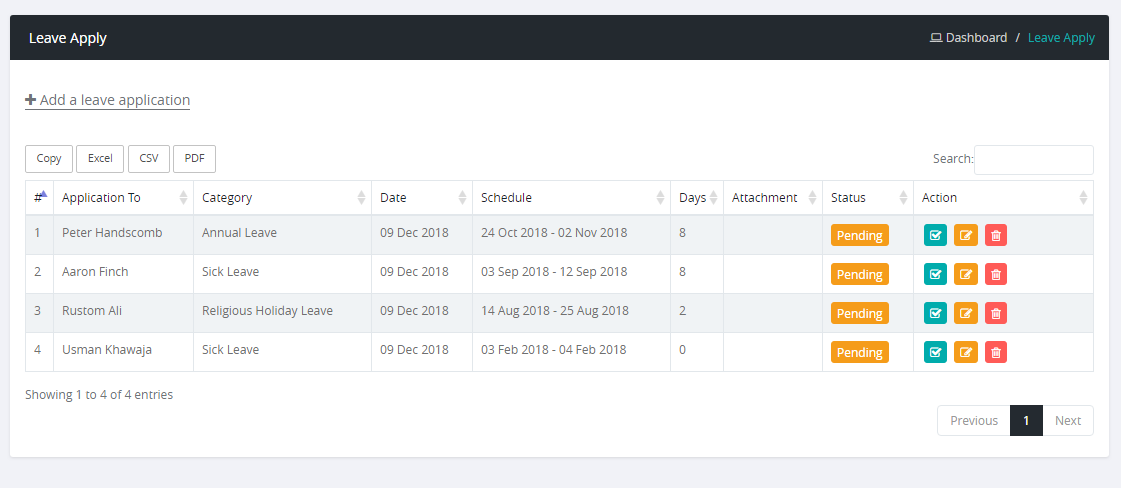 Leave Apply
Dashboard / Leave Apply
Add a leave application
Copy Excel CSV PDF Search:
# Application To Category Date Schedule Days Attachment Status Action
1 Peter Handscomb Annual Leave 09 Dec 2018 24 Oct 2018 - 02 Nov 2018 8 Pending
2 Aaron Finch Sick Leave 09 Dec 2018 03 Sep 2018 - 12 Sep 2018 8 Pending
3 Rustom Ali Religious Holiday Leave 09 Dec 2018 14 Aug 2018 - 25 Aug 2018 2 Pending
4 Usman Khawaja Sick Leave 09 Dec 2018 03 Feb 2018 - 04 Feb 2018 0 Pending
Showing 1 to 4 of 4 entries
Previous 1 Next